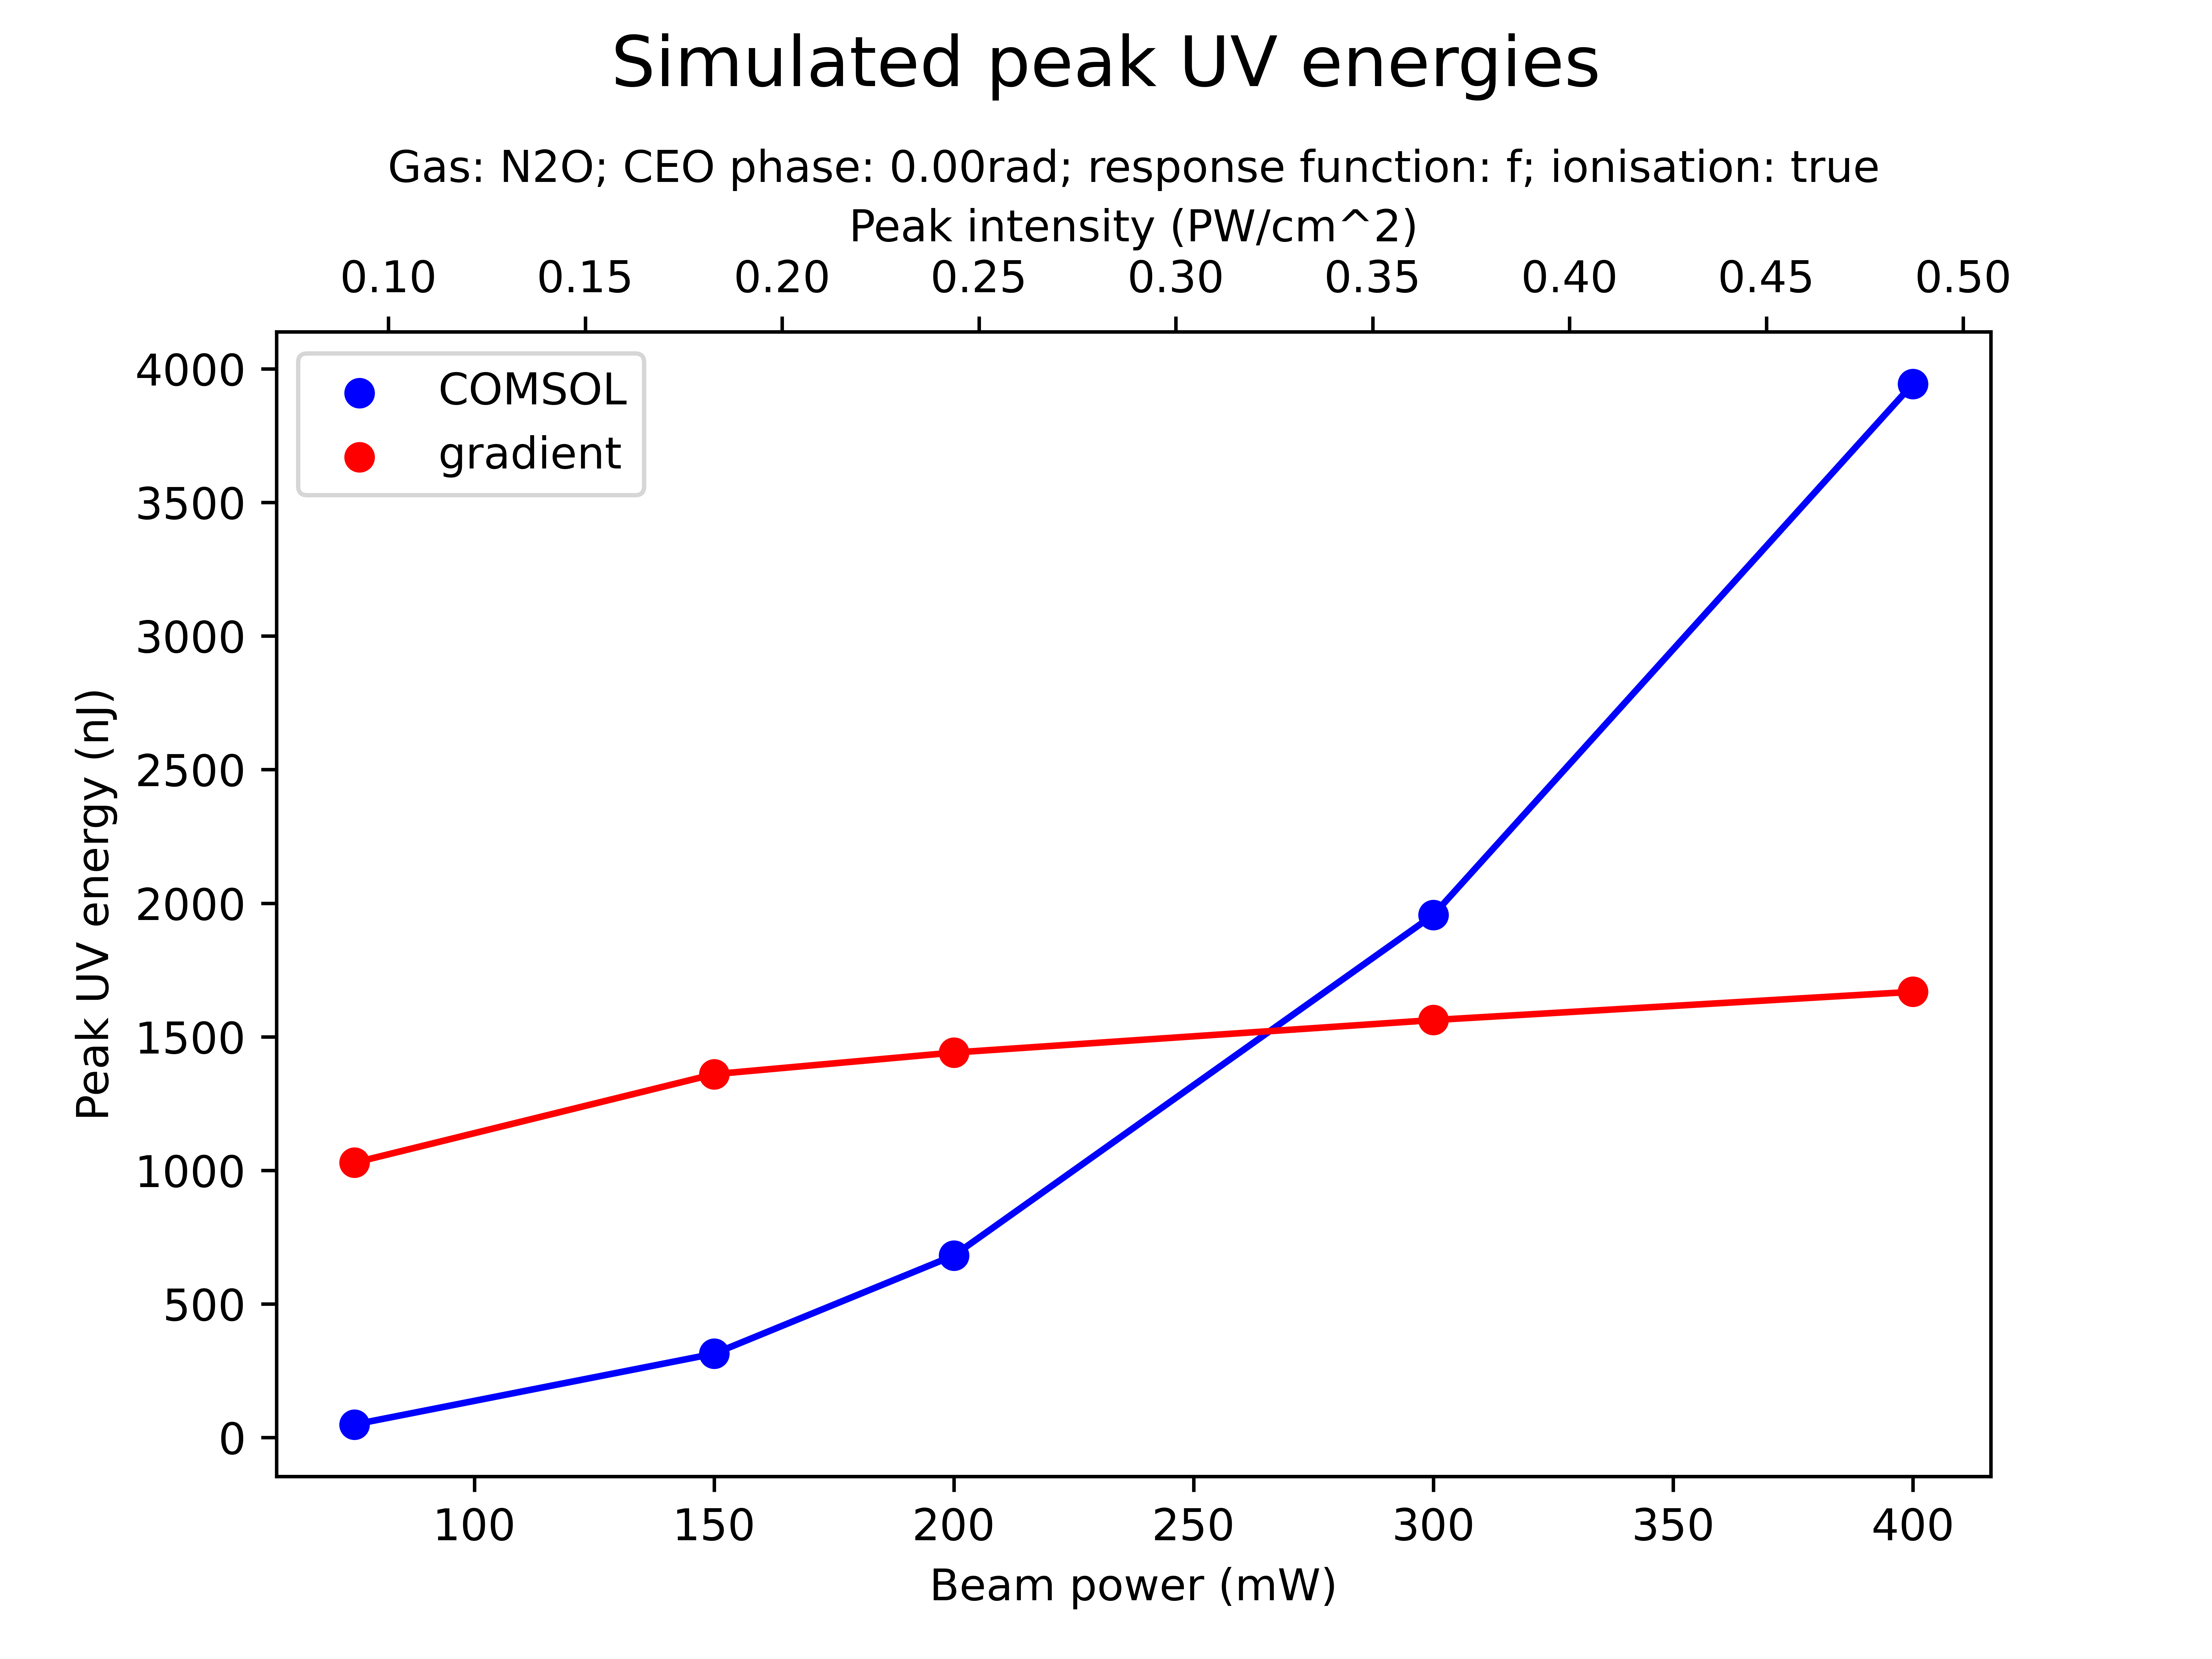 Simulated peak UV energies
Gas: N2O; CEO phase: 0.00rad; response function: f; ionisation: true
Peak intensity (PW/cm^2)
0.10 0.15 0.20 0.25 0.30 0.35 0.40 0.45 0.50
COMSOL
gradient
4000
3500
3000
2500
2000
1500
1000
500
0
Peak UV energy (nJ)
100 150 200 250 300 350 400
Beam power (mW)